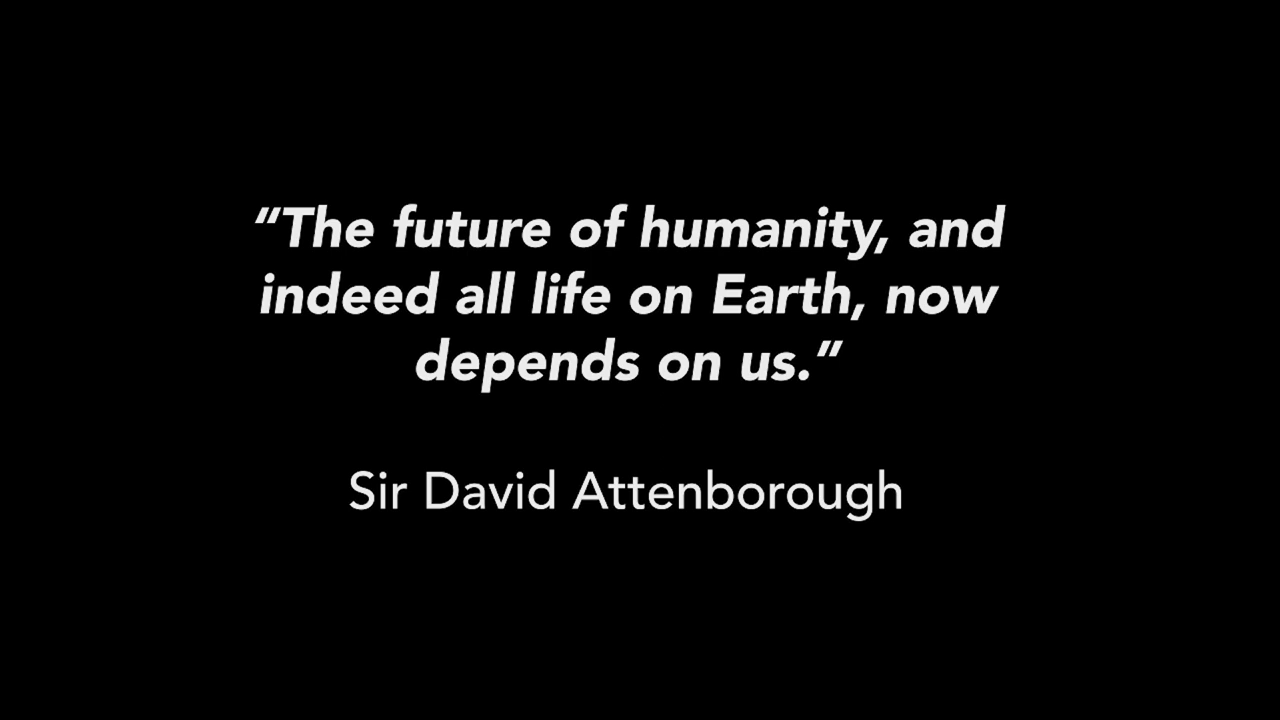 “The future of humanity, and
indeed all life on Earth, now
depends on us.”
Sir David Attenborough